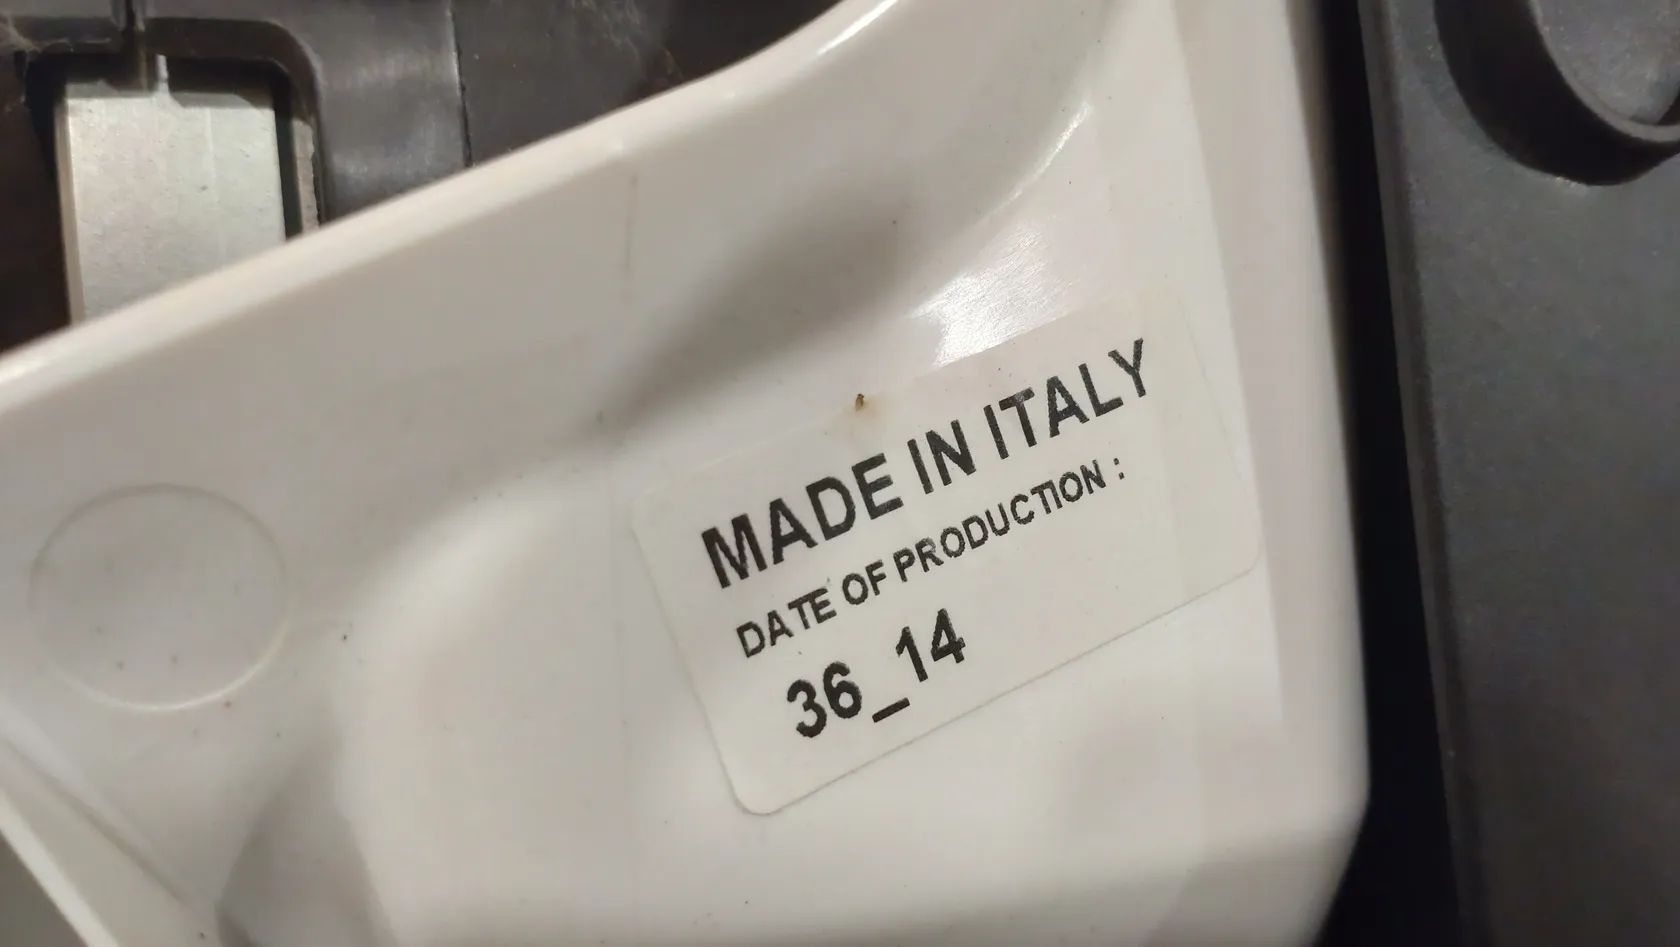 MADE IN ITALY
DATE OF PRODUCTION :
36_14